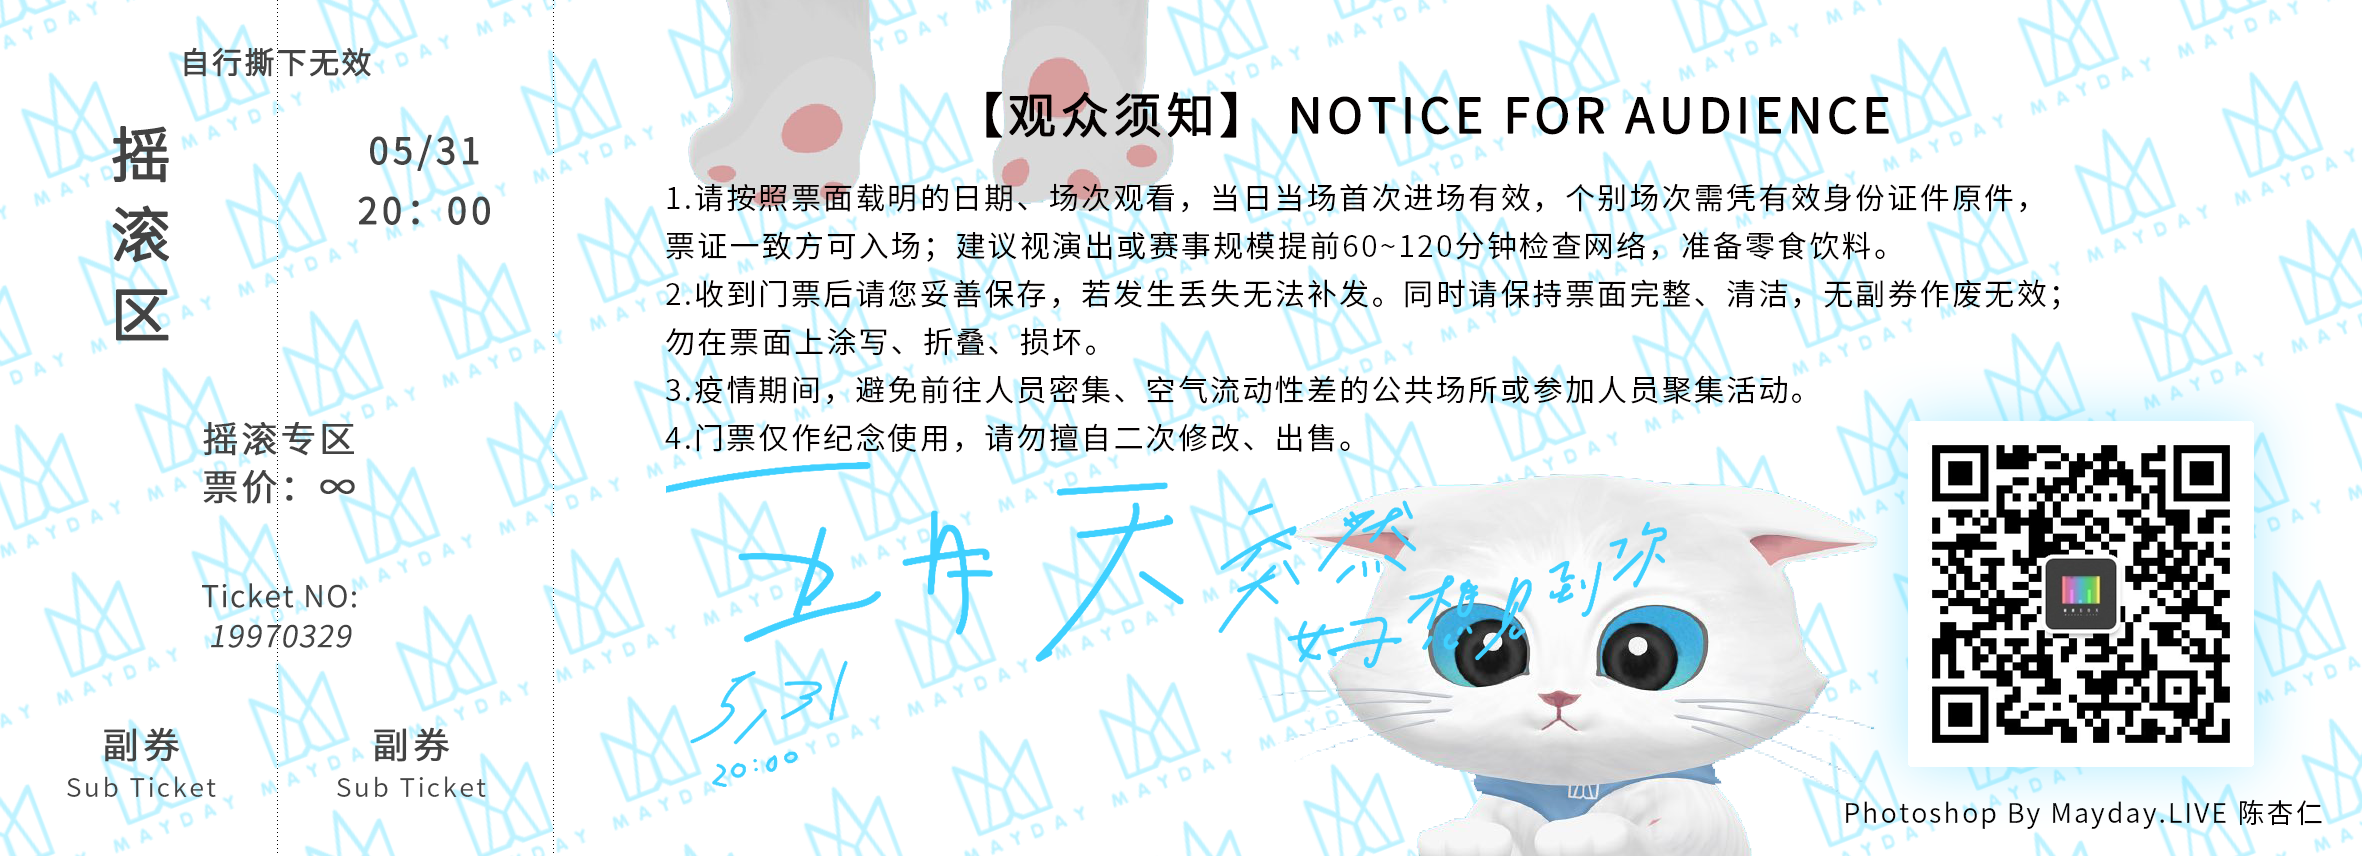 自行撕下无效
摇滚区
05/31
20：00
摇滚专区
票价：∞
Ticket NO:
19970329
副券
Sub Ticket
副券
Sub Ticket
【观众须知】 NOTICE FOR AUDIENCE
1.请按照票面载明的日期、场次观看，当日当场首次进场有效，个别场次需凭有效身份证件原件，
票证一致方可入场；建议视演出或赛事规模提前60~120分钟检查网络，准备零食饮料。
2.收到门票后请您妥善保存，若发生丢失无法补发。同时请保持票面完整、清洁，无副券作废无效；
勿在票面上涂写、折叠、损坏。
3.疫情期间，避免前往人员密集、空气流动性差的公共场所或参加人员聚集活动。
4.门票仅作纪念使用，请勿擅自二次修改、出售。
五月天
突然
好想见到你
5/31
20:00
Photoshop By Mayday.LIVE 陈杏仁
MAYDAY